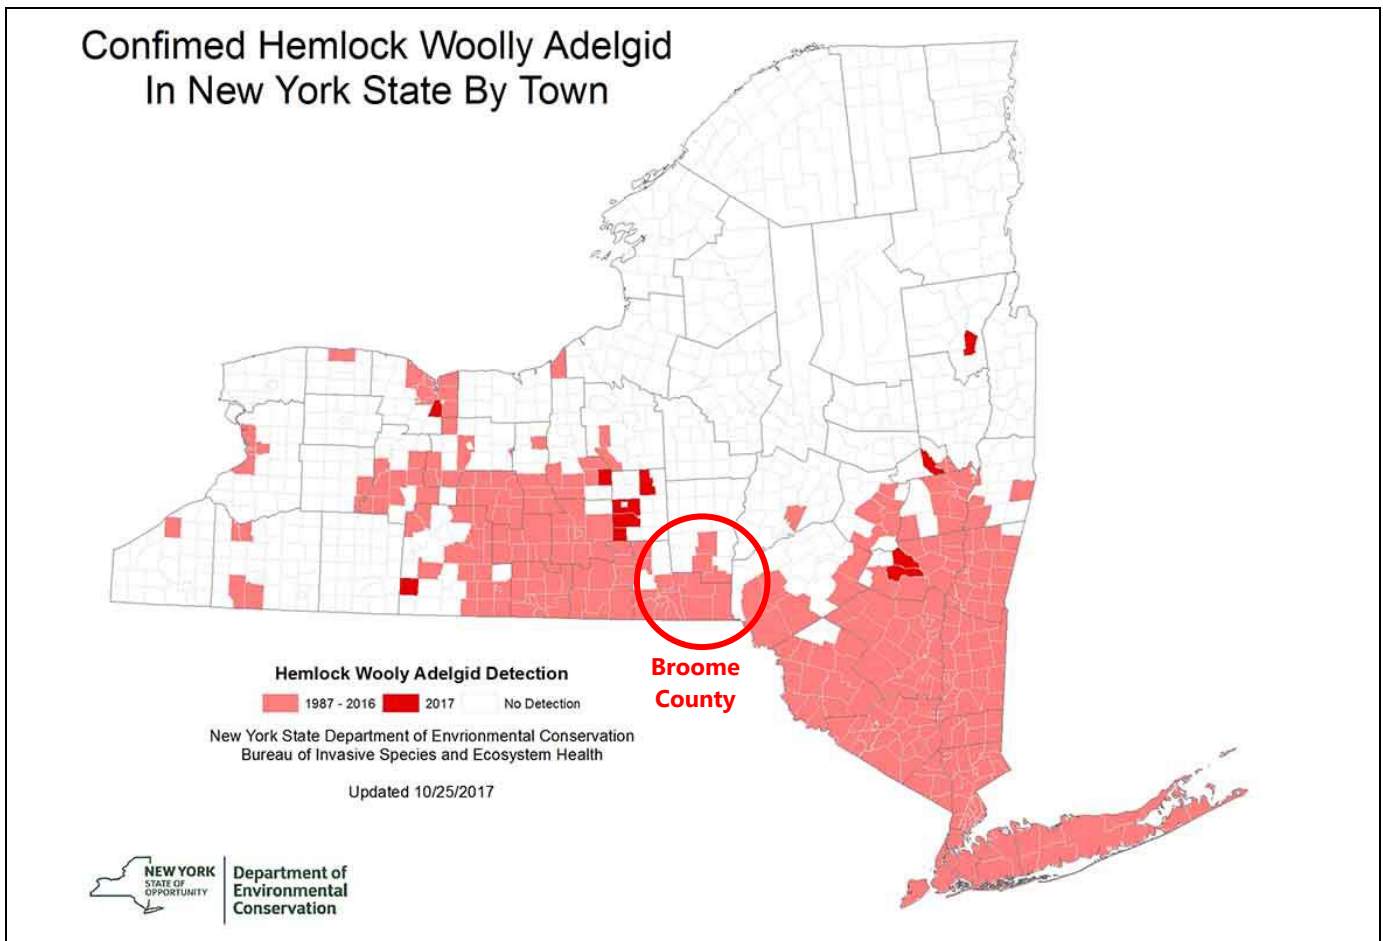 Confimed Hemlock Woolly Adelgid
In New York State By Town
Broome
County
Hemlock Wooly Adelgid Detection
1987 - 2016 2017 No Detection
New York State Department of Envrionmental Conservation
Bureau of Invasive Species and Ecosystem Health
Updated 10/25/2017
NEW YORK
STATE OF
OPPORTUNITY
Department of
Environmental
Conservation